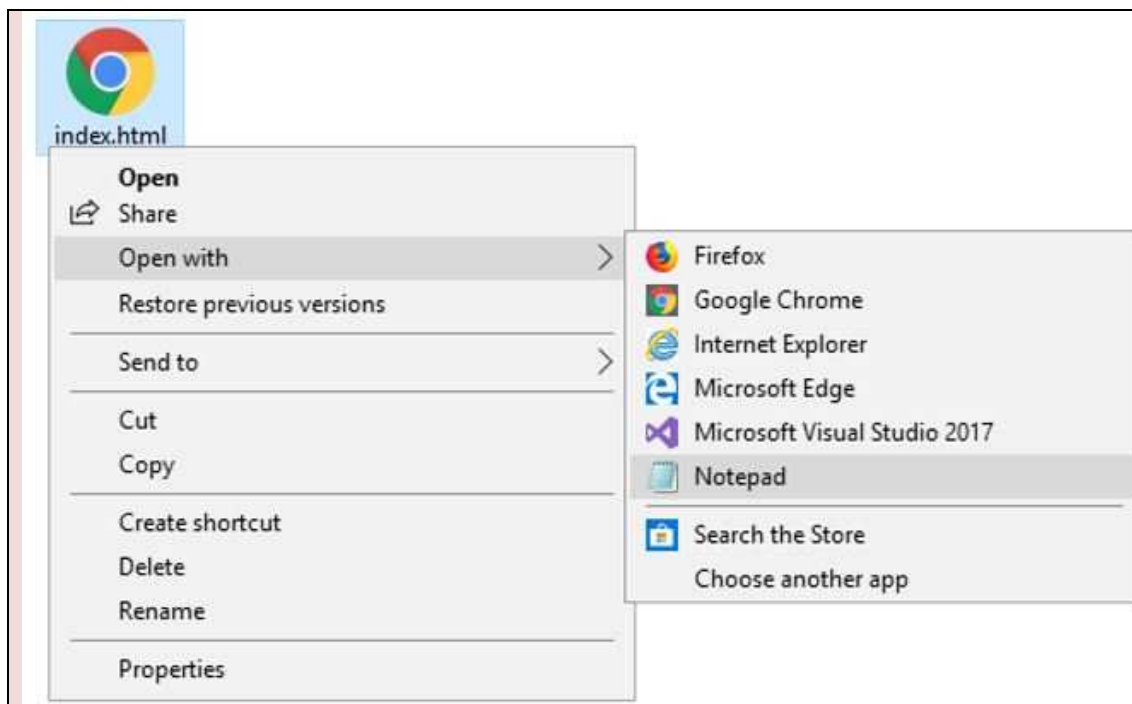 index.html
Open
Share
Open with
Restore previous versions
Send to
Cut
Copy
Create shortcut
Delete
Rename
Properties
Firefox
Google Chrome
Internet Explorer
Microsoft Edge
Microsoft Visual Studio 2017
Notepad
Search the Store
Choose another app